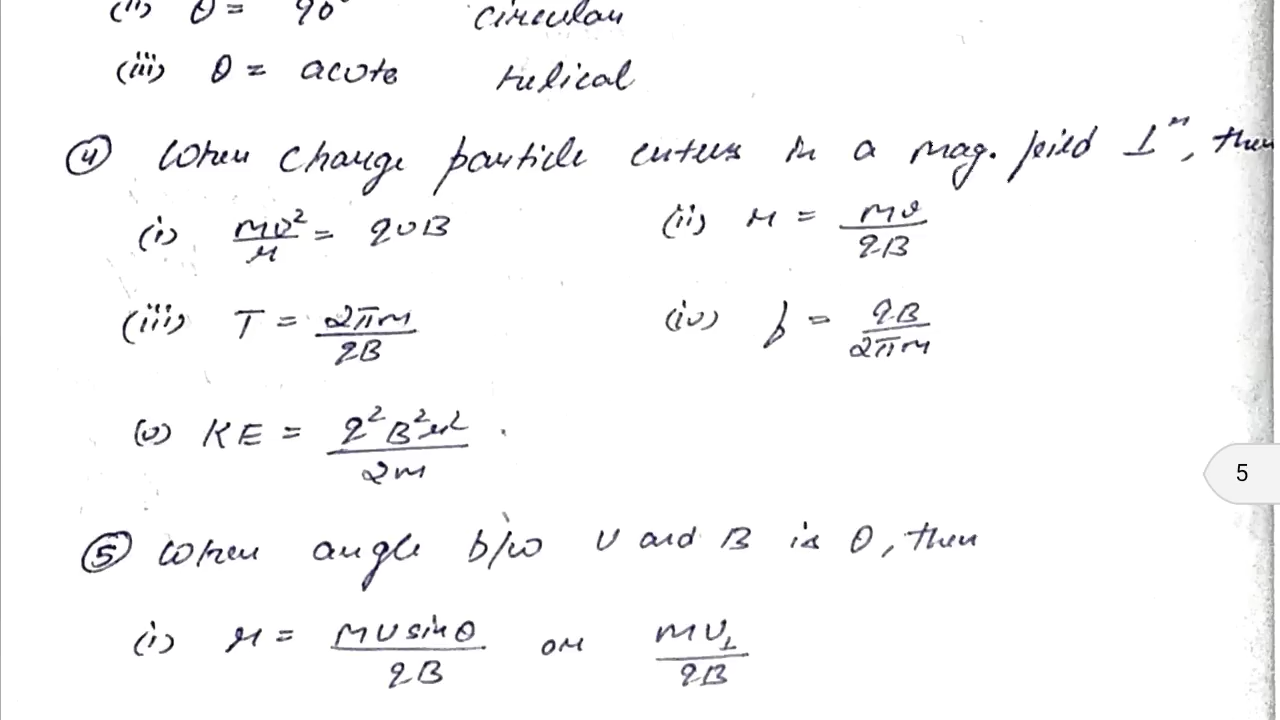 (ii) θ = 90° circular
(iii) θ = acute helical
④ When charge particle enters in a mag. field ⊥ʳ, then
(i) mv²/r = qvB (ii) r = mv/qB
(iii) T = 2πm/qB (iv) f = qB/2πm
(v) KE = q²B²r²/2m .
⑤ When angle b/w v and B is θ, then
(i) r = mv sinθ/qB or mv⊥/qB
5